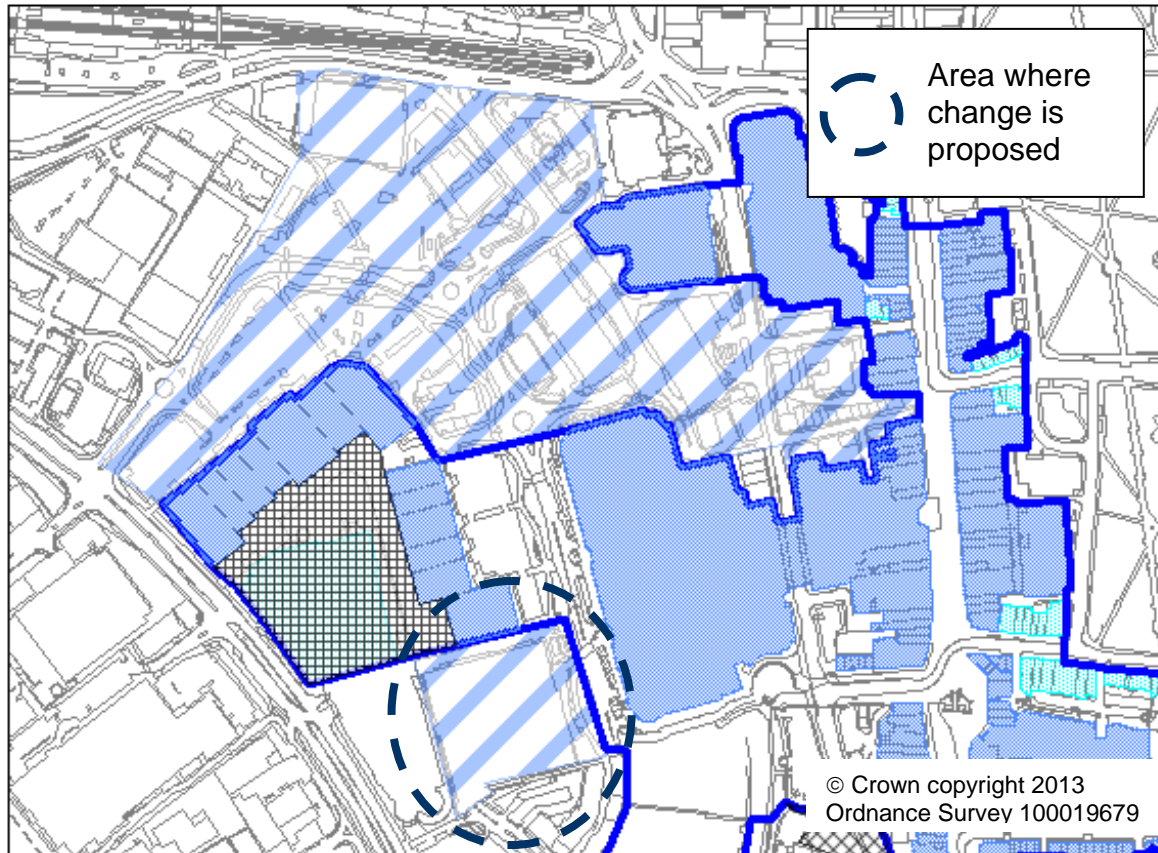 Area where
change is
proposed
© Crown copyright 2013
Ordnance Survey 100019679